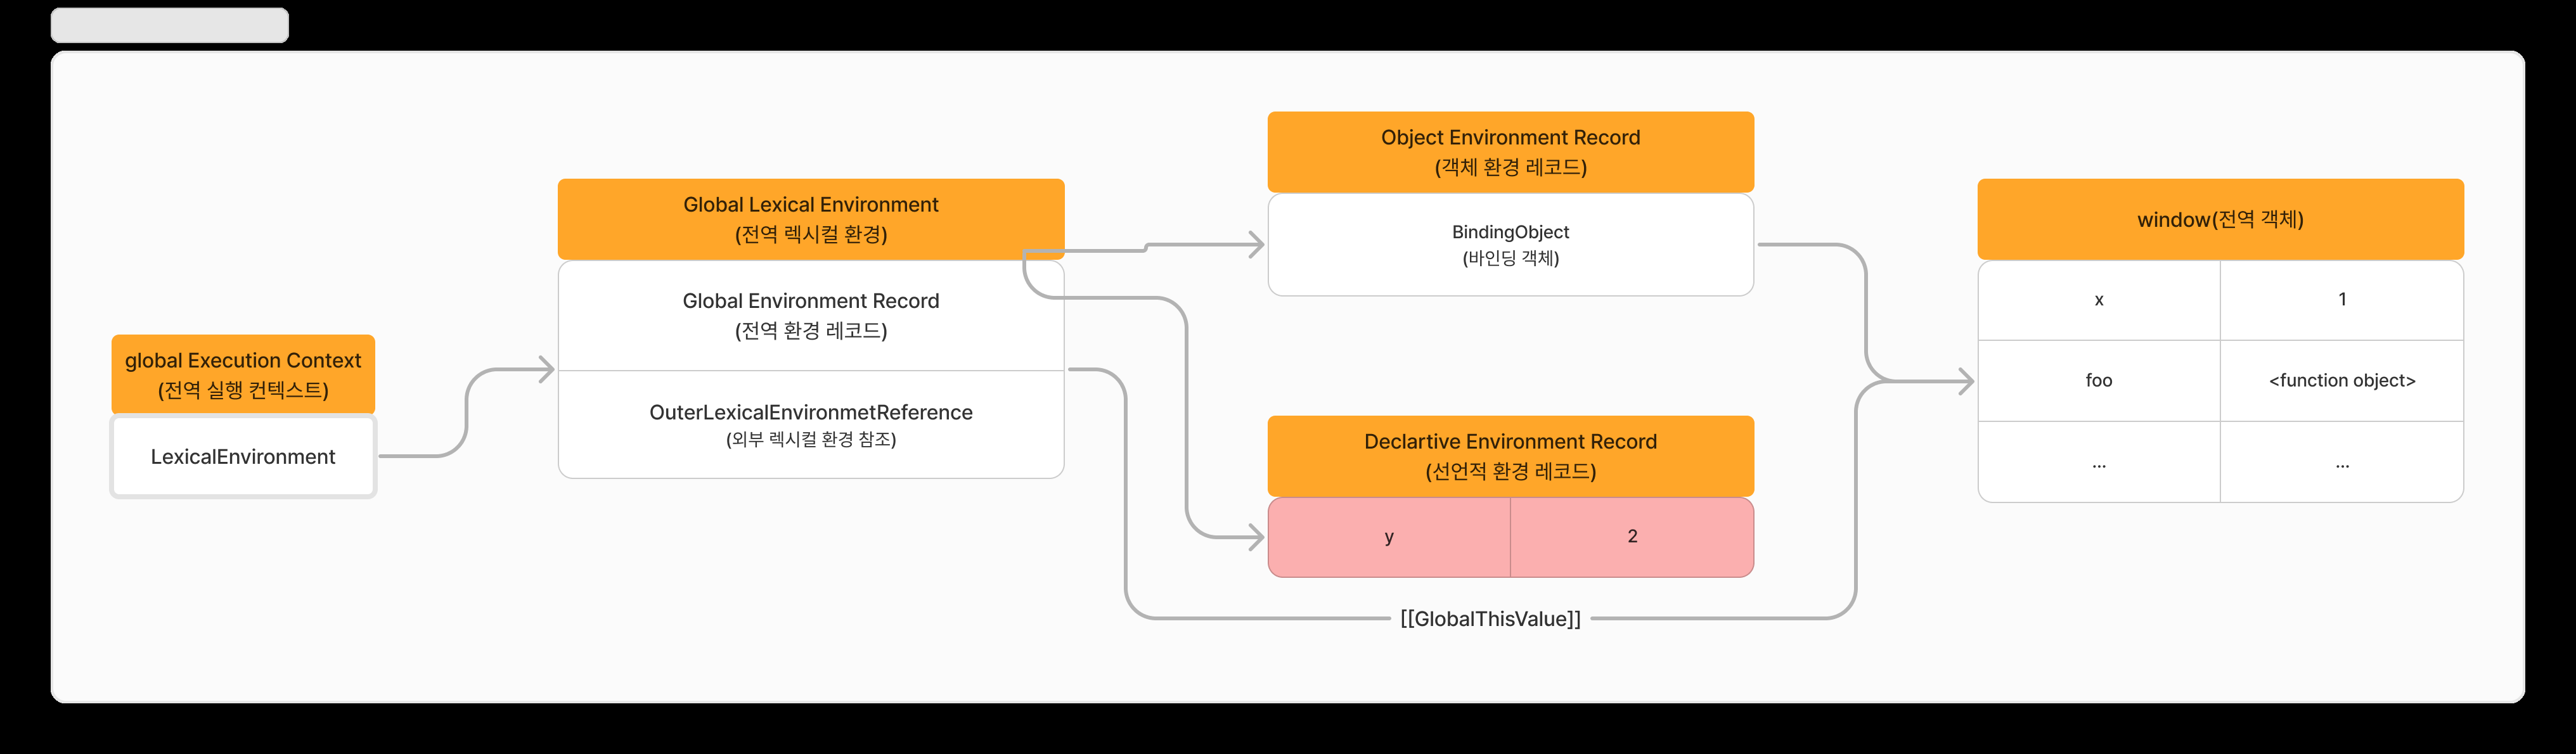 global Execution Context
(전역 실행 컨텍스트)
LexicalEnvironment
Global Lexical Environment
(전역 렉시컬 환경)
Global Environment Record
(전역 환경 레코드)
OuterLexicalEnvironmetReference
(외부 렉시컬 환경 참조)
Object Environment Record
(객체 환경 레코드)
BindingObject
(바인딩 객체)
Declartive Environment Record
(선언적 환경 레코드)
y 2
[[GlobalThisValue]]
window(전역 객체)
x 1
foo <function object>
... ...